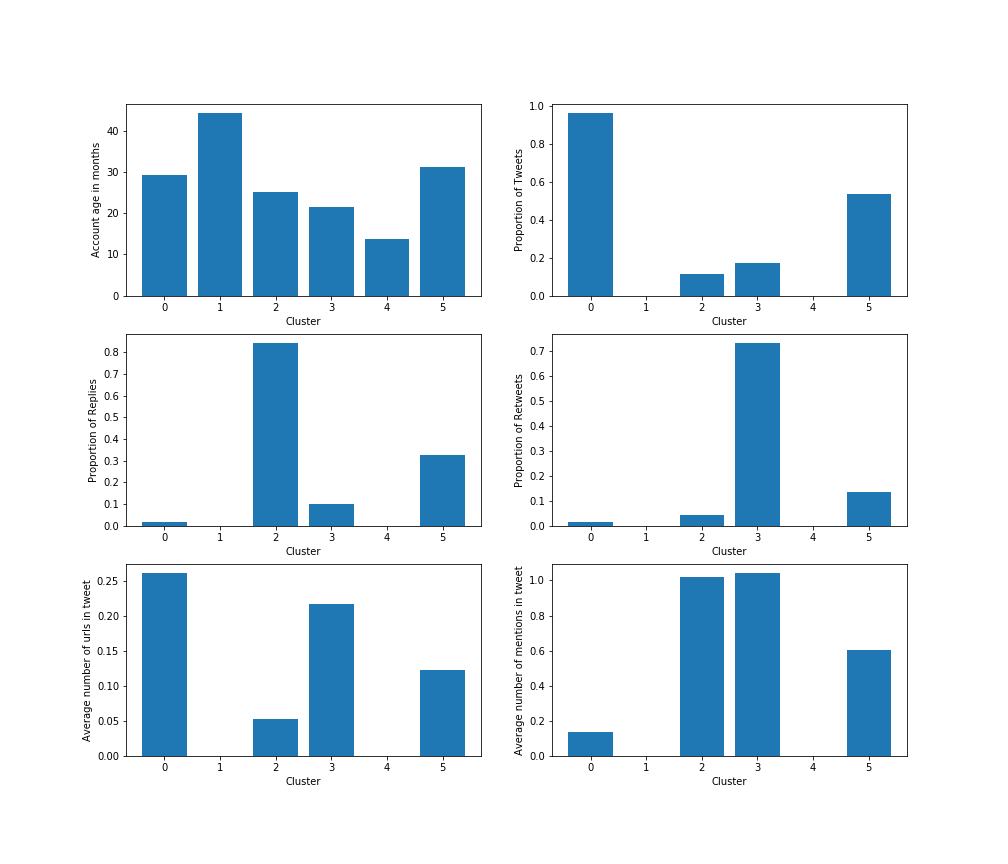 Account age in months
40
30
20
10
0
0 1 2 3 4 5
Cluster
Proportion of Tweets
1.0
0.8
0.6
0.4
0.2
0.0
0 1 2 3 4 5
Cluster
Proportion of Replies
0.8
0.7
0.6
0.5
0.4
0.3
0.2
0.1
0.0
0 1 2 3 4 5
Cluster
Proportion of Retweets
0.7
0.6
0.5
0.4
0.3
0.2
0.1
0.0
0 1 2 3 4 5
Cluster
Average number of urls in tweet
0.25
0.20
0.15
0.10
0.05
0.00
0 1 2 3 4 5
Cluster
Average number of mentions in tweet
1.0
0.8
0.6
0.4
0.2
0.0
0 1 2 3 4 5
Cluster